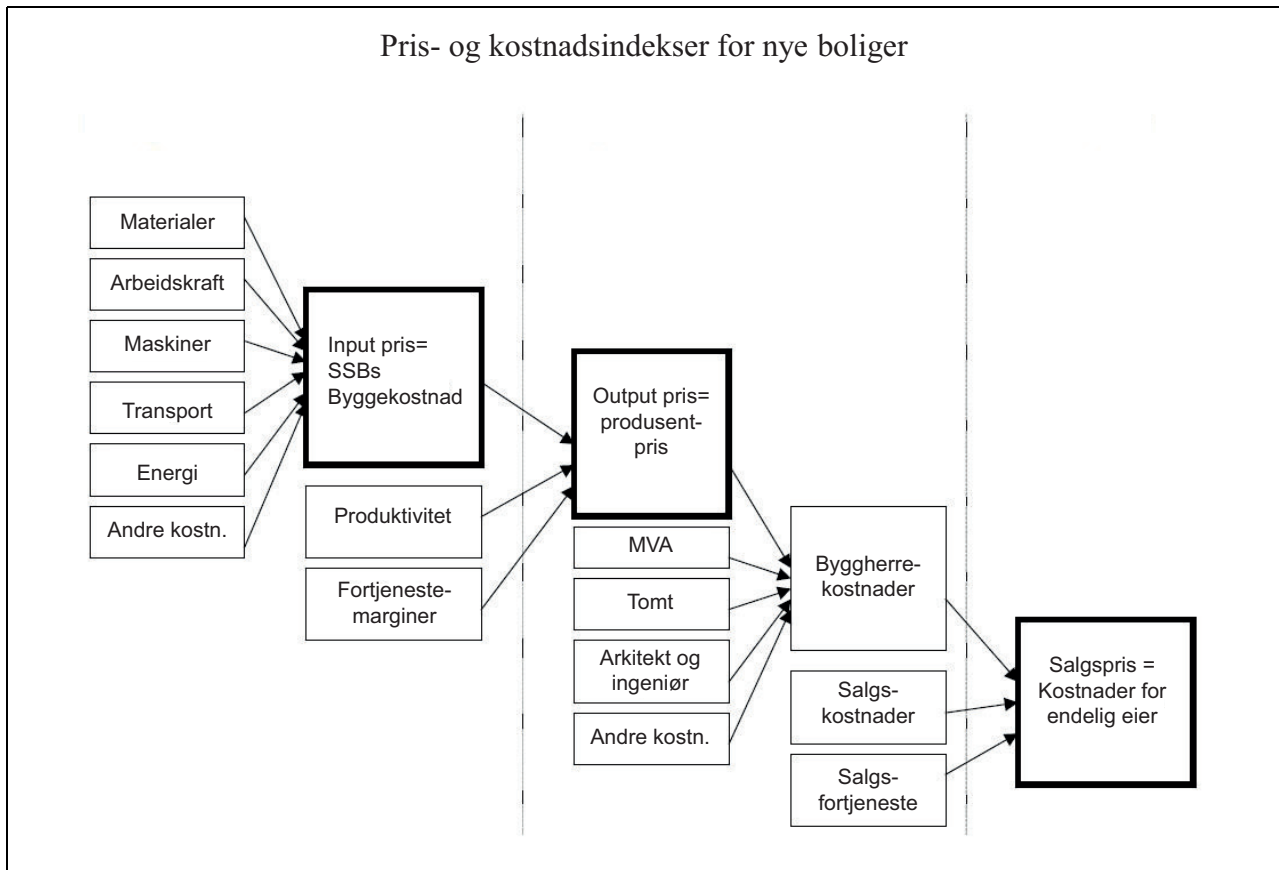 Pris- og kostnadsindekser for nye boliger
Materialer
Arbeidskraft
Maskiner
Transport
Energi
Andre kostn.
Input pris=
SSBs
Byggekostnad
Produktivitet
Fortjeneste-
marginer
Output pris=
produsent-
pris
MVA
Tomt
Arkitekt og
ingeniør
Andre kostn.
Byggherre-
kostnader
Salgs-
kostnader
Salgs-
fortjeneste
Salgspris =
Kostnader for
endelig eier